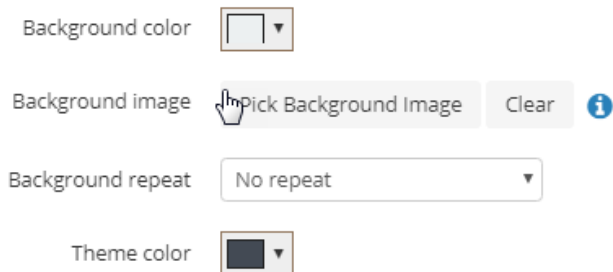 Background color
Background image Pick Background Image Clear
Background repeat No repeat
Theme color